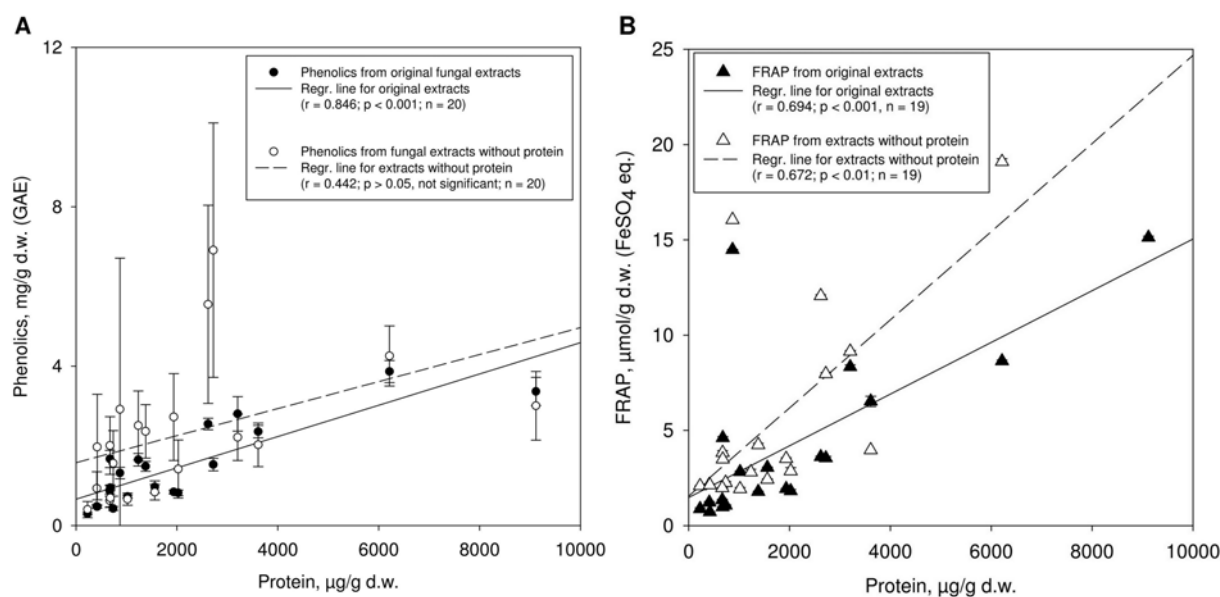 A
12
8
4
0
0
2000
4000
6000
8000
10000
Phenolics, mg/g d.w. (GAE)
Protein, µg/g d.w.
Phenolics from original fungal extracts
Regr. line for original extracts
(r = 0.846; p < 0.001; n = 20)
Phenolics from fungal extracts without protein
Regr. line for extracts without protein
(r = 0.442; p > 0.05, not significant; n = 20)
B
25
20
15
10
5
0
0
2000
4000
6000
8000
10000
FRAP, µmol/g d.w. (FeSO4 eq.)
Protein, µg/g d.w.
FRAP from original extracts
Regr. line for original extracts
(r = 0.694; p < 0.001, n = 19)
FRAP from extracts without protein
Regr. line for extracts without protein
(r = 0.672; p < 0.01; n = 19)